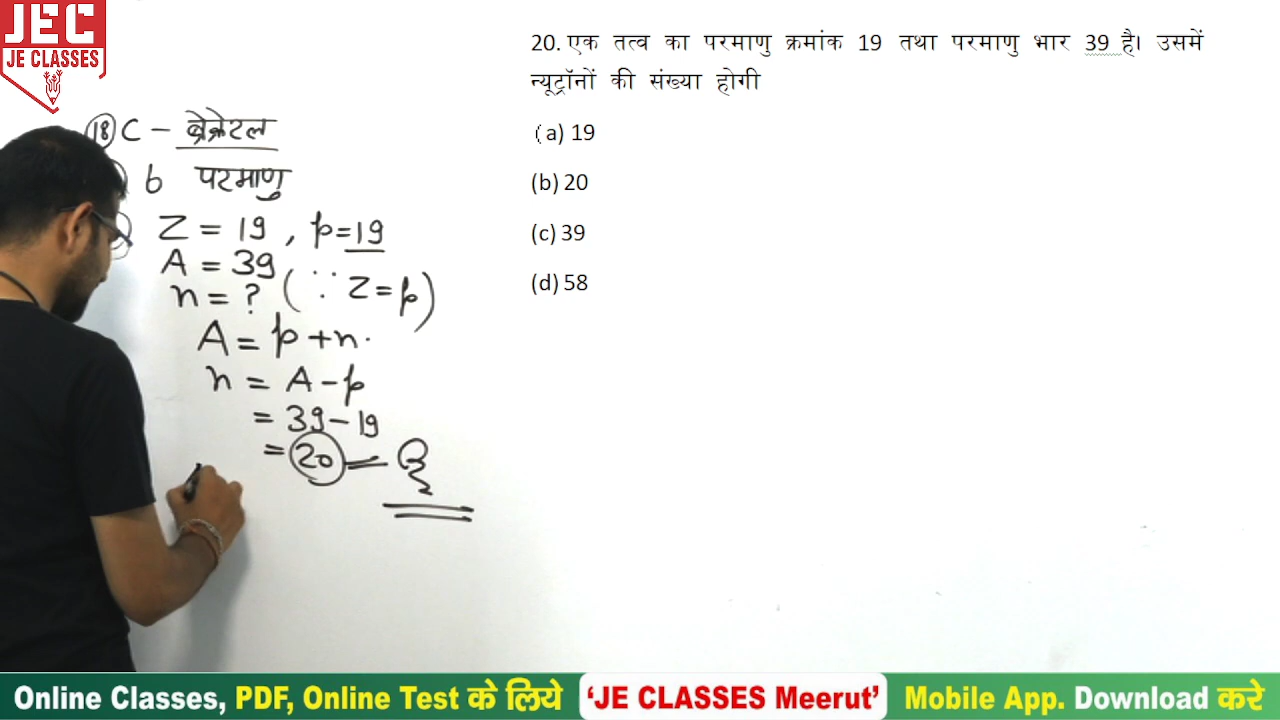 JEC
JE CLASSES
20. एक तत्व का परमाणु क्रमांक 19 तथा परमाणु भार 39 है। उसमें
न्यूट्रॉनों की संख्या होगी
(a) 19
(b) 20
(c) 39
(d) 58
18 C –
b परमाणु
Z = 19 , p=19
A = 39
n = ? (∵ Z=p)
A = p +n.
n = A – p
= 39 – 19
= 20 –
Online Classes, PDF, Online Test के लिये 'JE CLASSES Meerut' Mobile App. Download करे